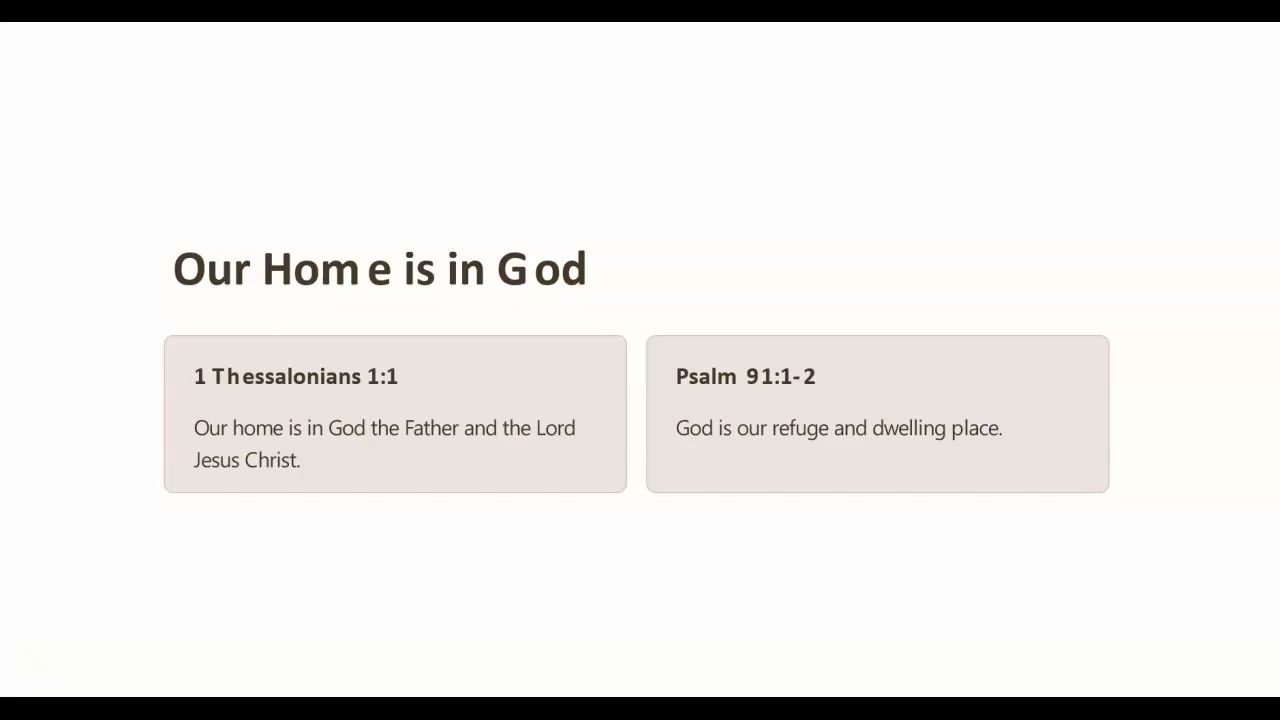 Our Home is in God
1 Thessalonians 1:1
Our home is in God the Father and the Lord
Jesus Christ.
Psalm 91:1-2
God is our refuge and dwelling place.